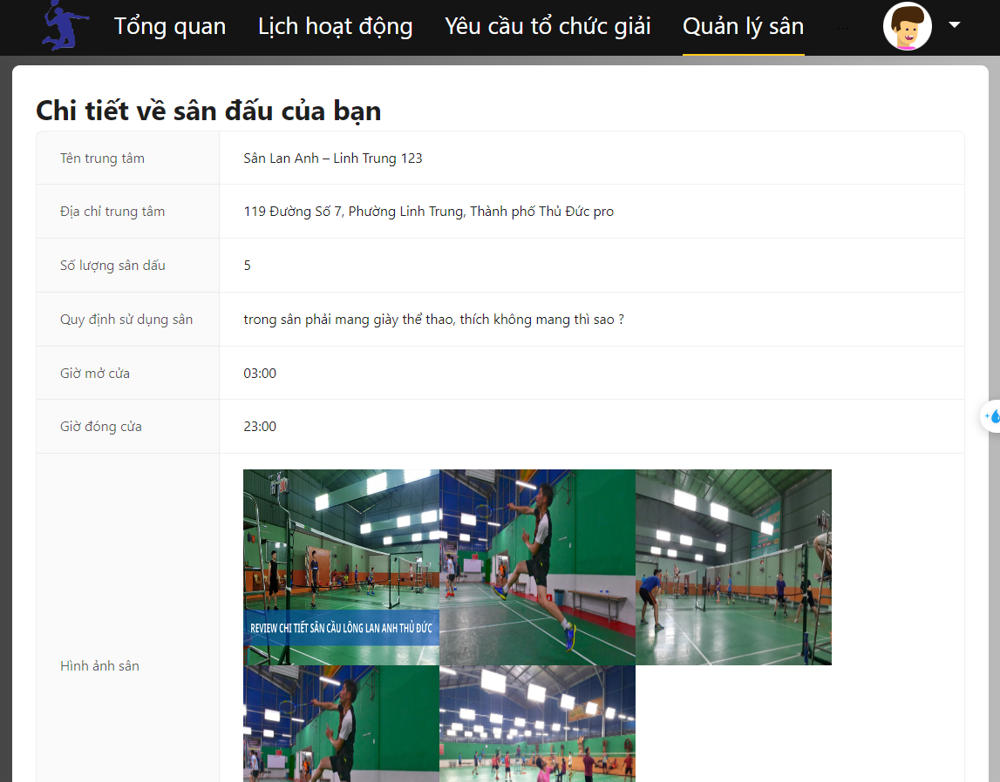 Tổng quan Lịch hoạt động Yêu cầu tổ chức giải Quản lý sân ...
Chi tiết về sân đấu của bạn
Tên trung tâm Sân Lan Anh – Linh Trung 123
Địa chỉ trung tâm 119 Đường Số 7, Phường Linh Trung, Thành phố Thủ Đức pro
Số lượng sân dấu 5
Quy định sử dụng sân trong sân phải mang giày thể thao, thích không mang thì sao ?
Giờ mở cửa 03:00
Giờ đóng cửa 23:00
Hình ảnh sân
REVIEW CHI TIẾT SÂN CẦU LÔNG LAN ANH THỦ ĐỨC